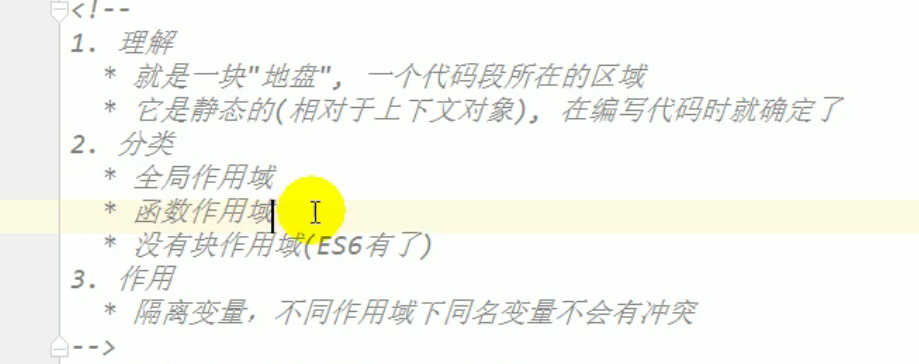 <!--
1. 理解
* 就是一块"地盘", 一个代码段所在的区域
* 它是静态的(相对于上下文对象), 在编写代码时就确定了
2. 分类
* 全局作用域
* 函数作用域
* 没有块作用域(ES6有了)
3. 作用
* 隔离变量，不同作用域下同名变量不会有冲突
-->